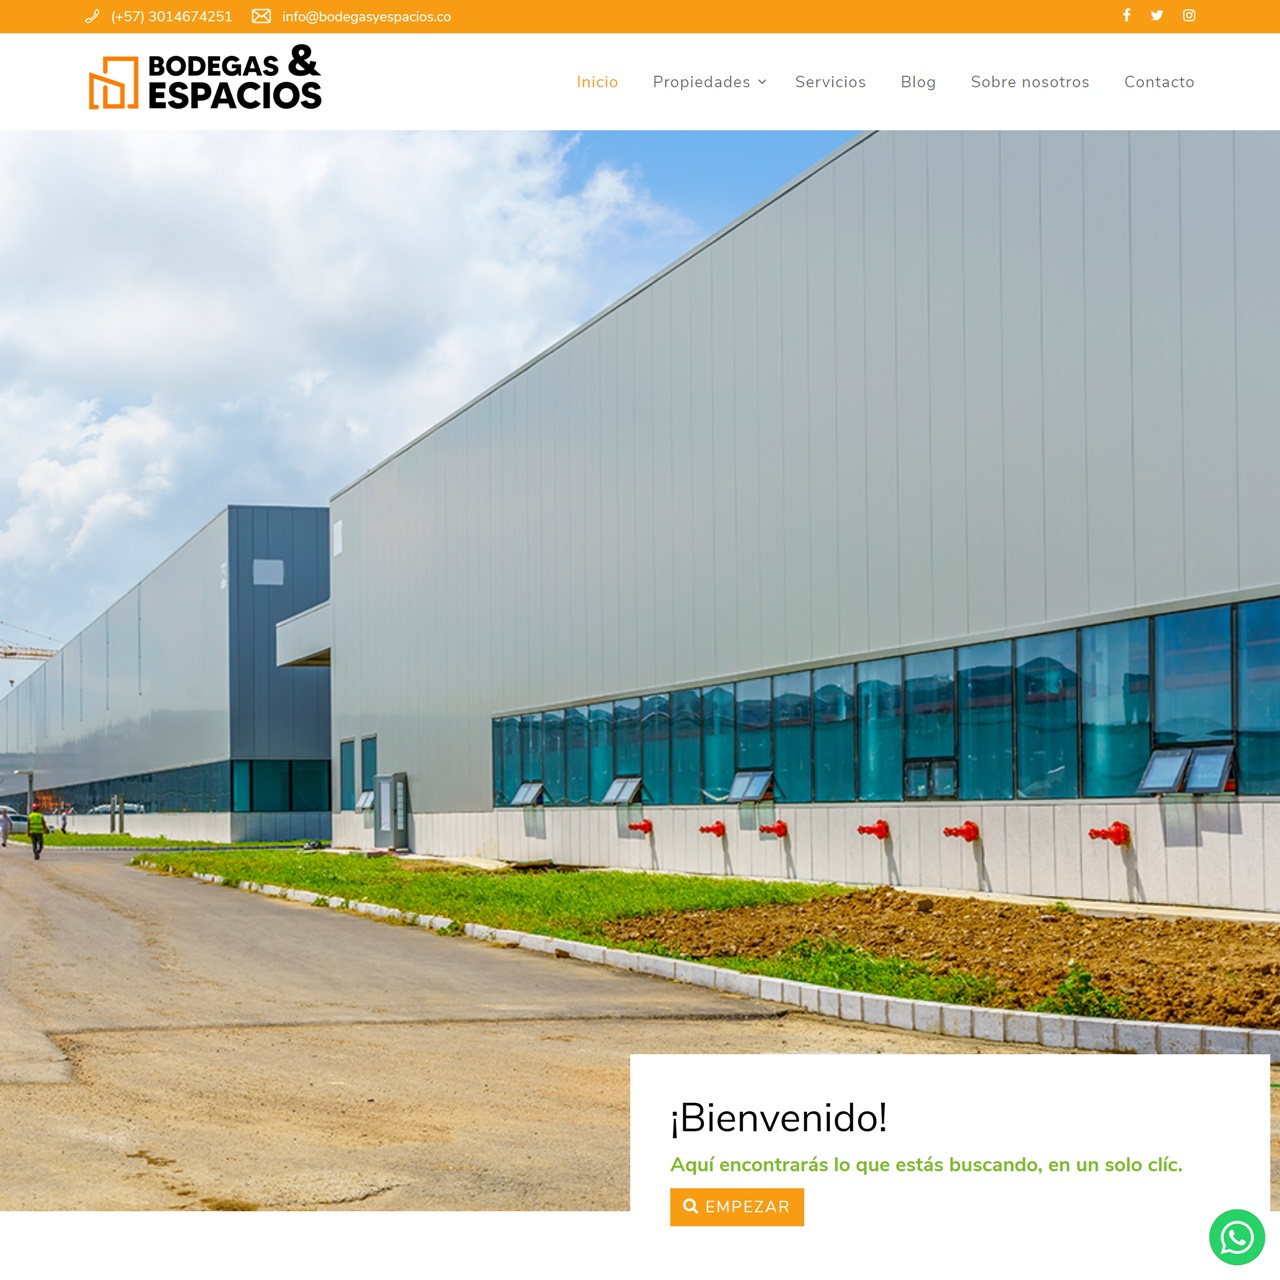 (+57) 3014674251 info@bodegasyespacios.co
BODEGAS &
ESPACIOS
Inicio Propiedades Servicios Blog Sobre nosotros Contacto
¡Bienvenido!
Aquí encontrarás lo que estás buscando, en un solo clíc.
EMPEZAR